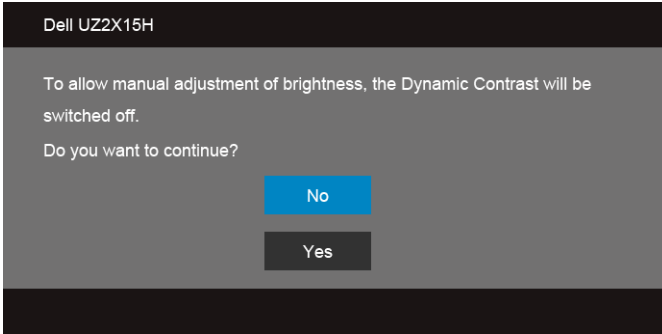 Dell UZ2X15H
To allow manual adjustment of brightness, the Dynamic Contrast will be
switched off.
Do you want to continue?
No
Yes